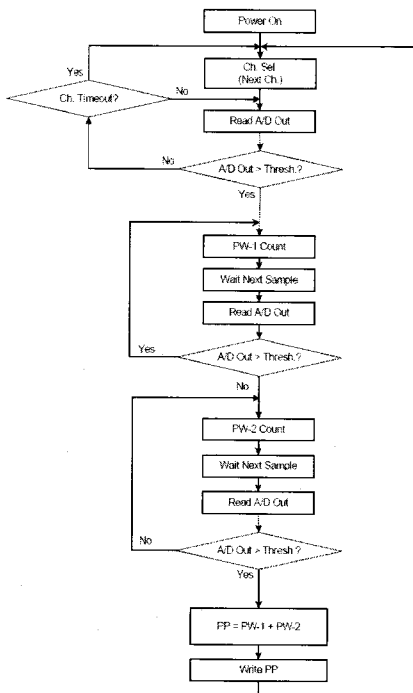 Power On
Yes
Ch. Sel
(Next Ch.)
Ch. Timeout?
No
Read A/D Out
No
A/D Out > Thresh.?
Yes
PW-1 Count
Wait Next Sample
Read A/D Out
Yes
A/D Out > Thresh.?
No
PW-2 Count
Wait Next Sample
Read A/D Out
No
A/D Out > Thresh.?
Yes
PP = PW-1 + PW-2
Write PP